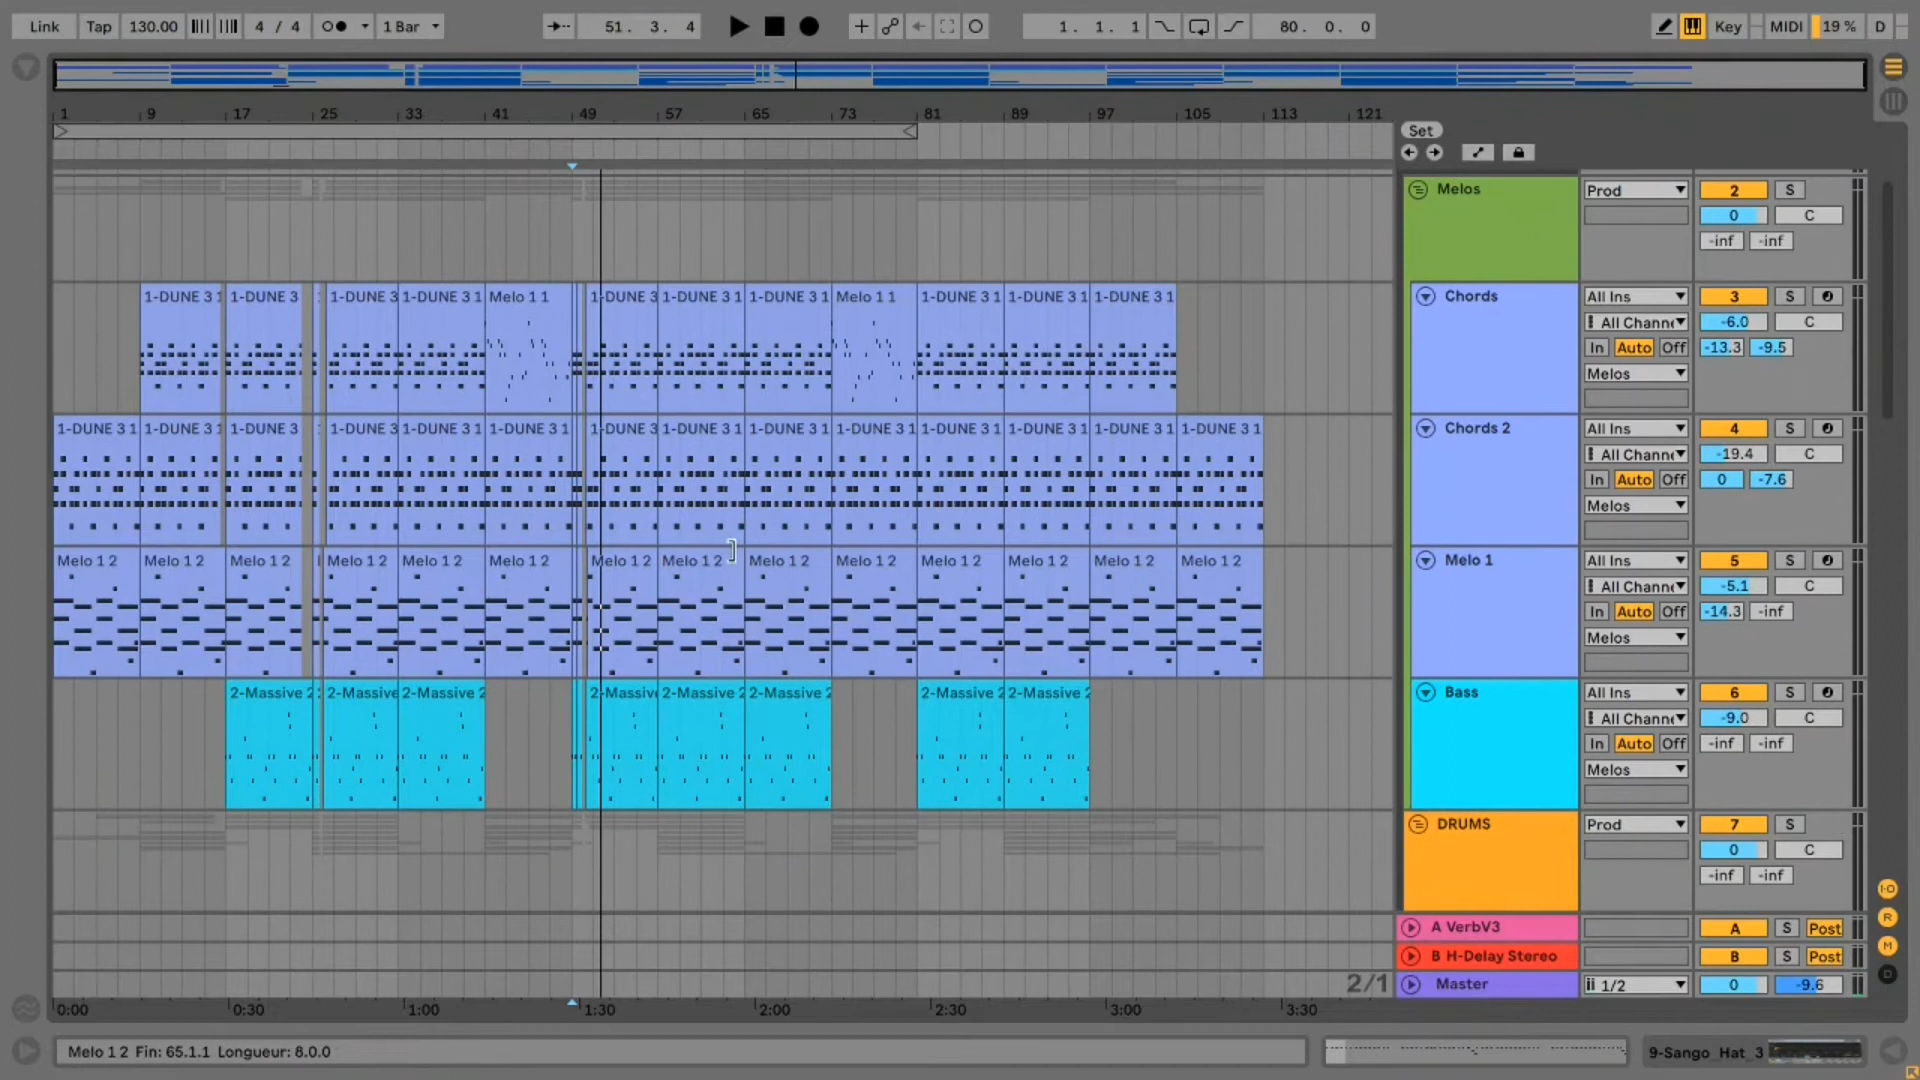 Link Tap 130.00 4 / 4 1 Bar 51. 3. 4 1. 1. 1 80. 0. 0 Key MIDI 19 % D
1 9 17 25 33 41 49 57 65 73 81 89 97 105 113 121
Set
Melos Prod 2 S
0 C
-inf -inf
1-DUNE 3 1 1-DUNE 3 1-DUNE 3 1-DUNE 3 1 Melo 1 1 1-DUNE 3 1-DUNE 3 1 1-DUNE 3 1 Melo 1 1 1-DUNE 3 1 1-DUNE 3 1 1-DUNE 3 1 Chords All Ins 3 S
All Channe -6.0 C
In Auto Off -13.3 -9.5
Melos
1-DUNE 3 1 1-DUNE 3 1 1-DUNE 3 1-DUNE 3 1-DUNE 3 1 1-DUNE 3 1 1-DUNE 3 1-DUNE 3 1 1-DUNE 3 1 1-DUNE 3 1 1-DUNE 3 1 1-DUNE 3 1 1-DUNE 3 1 1-DUNE 3 1 Chords 2 All Ins 4 S
All Channe -19.4 C
In Auto Off 0 -7.6
Melos
Melo 1 2 Melo 1 2 Melo 1 2 Melo 1 2 Melo 1 2 Melo 1 2 Melo 1 2 Melo 1 2 Melo 1 2 Melo 1 2 Melo 1 2 Melo 1 2 Melo 1 2 Melo 1 2 Melo 1 All Ins 5 S
All Channe -5.1 C
In Auto Off -14.3 -inf
Melos
2-Massive 2 2-Massive 2-Massive 2 2-Massiv 2-Massive 2 2-Massive 2 2-Massive 2 2-Massive 2 Bass All Ins 6 S
All Channe -9.0 C
In Auto Off -inf -inf
Melos
DRUMS Prod 7 S
0 C
-inf -inf
A VerbV3 A S Post
B H-Delay Stereo B S Post
2/1 Master 1/2 0 -9.6
0:00 0:30 1:00 1:30 2:00 2:30 3:00 3:30
I·O
R
M
D
Melo 1 2 Fin: 65.1.1 Longueur: 8.0.0 9-Sango Hat_3